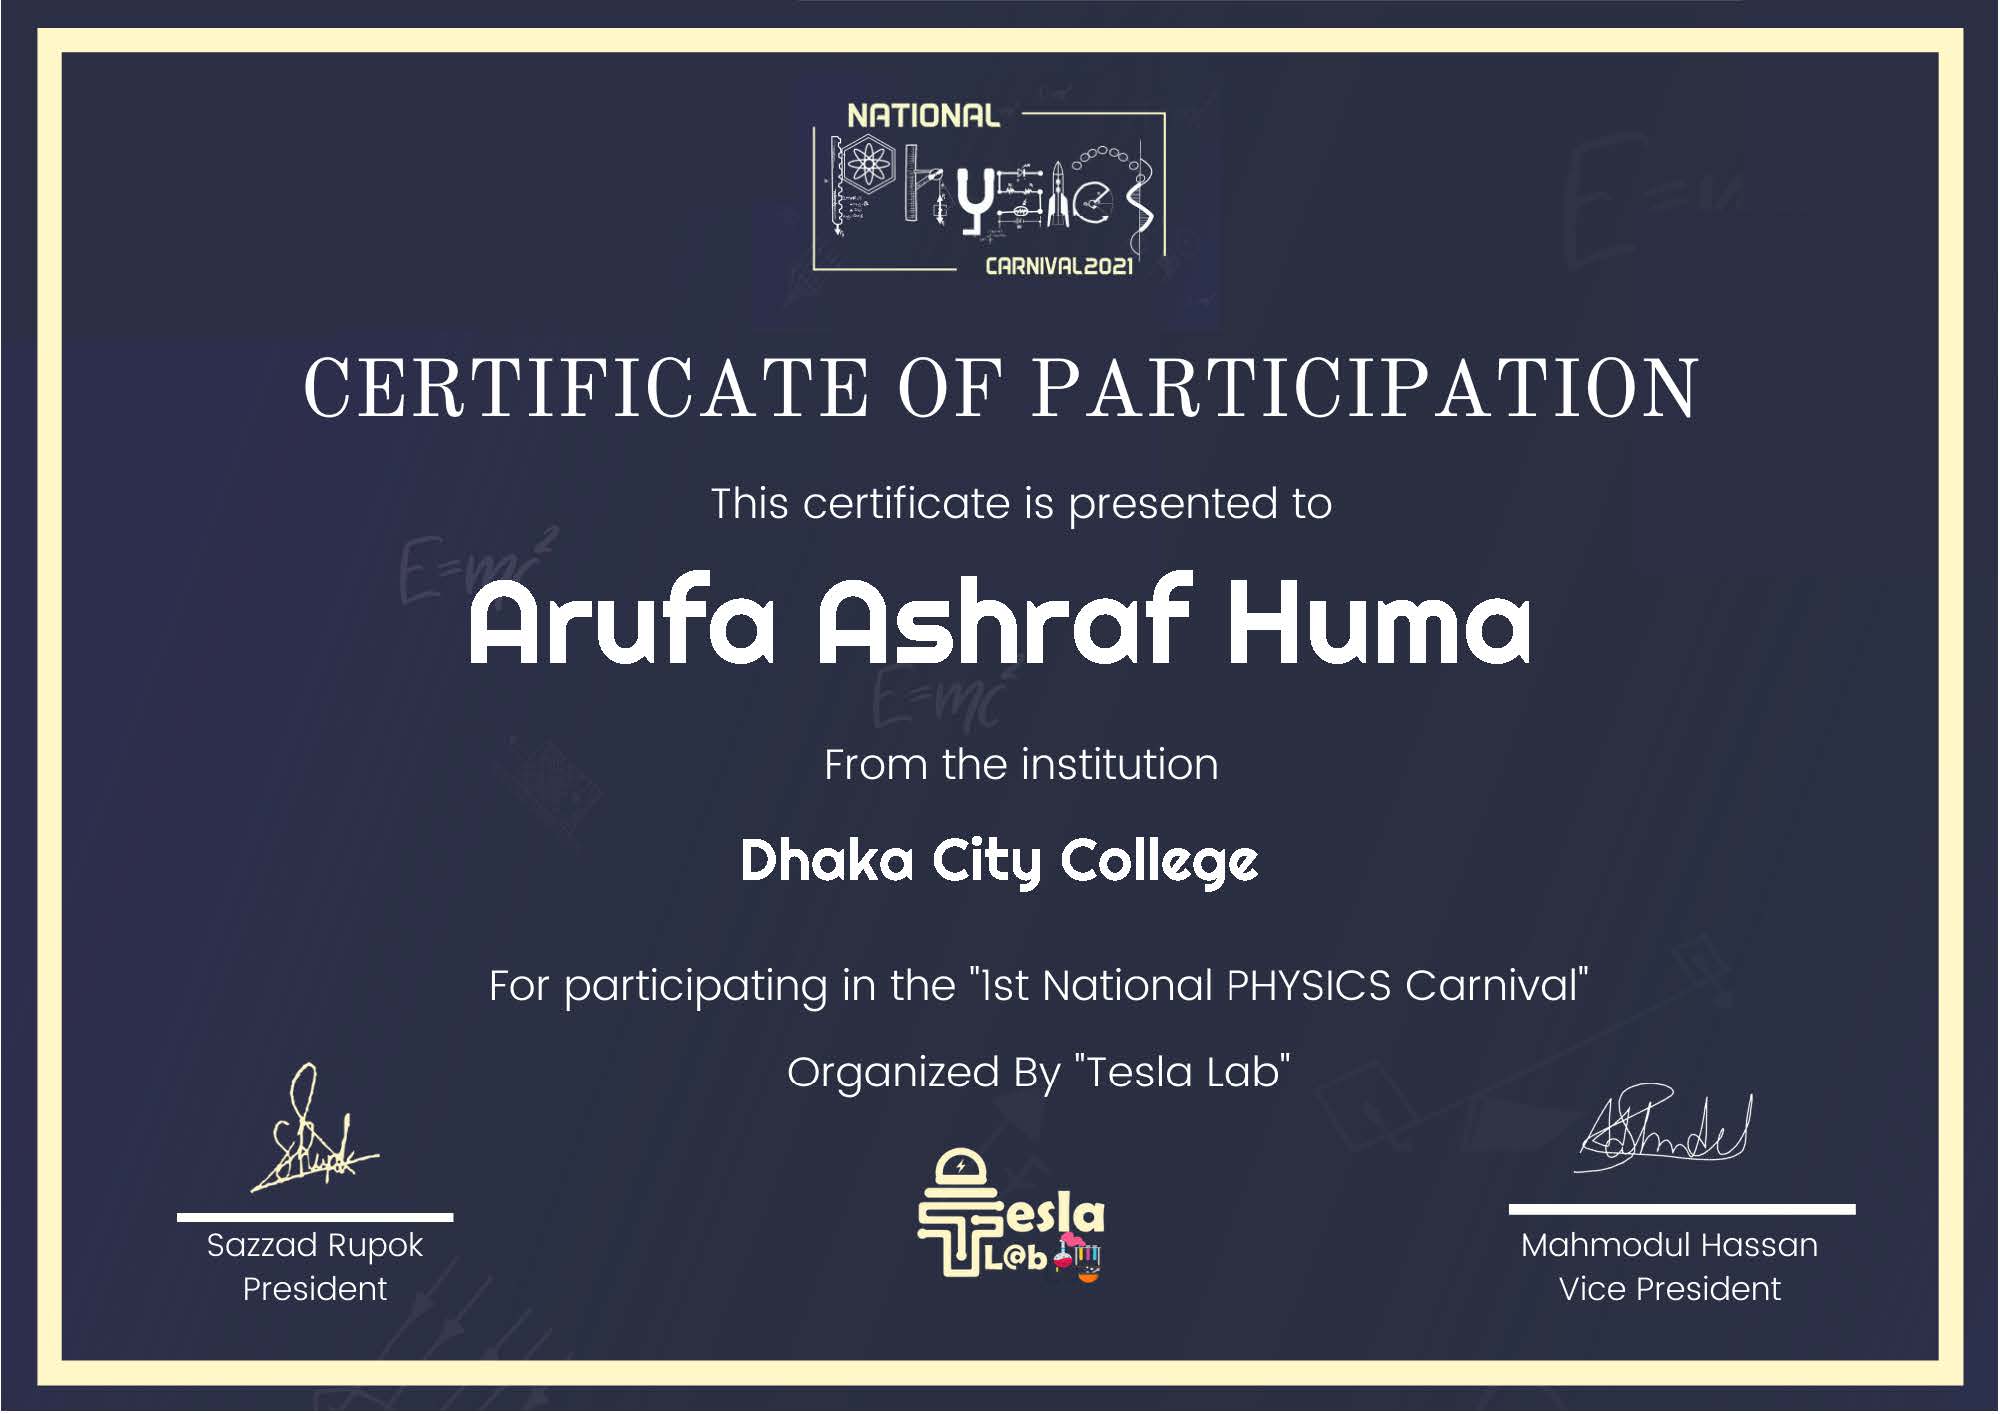 NATIONAL
Physics
CARNIVAL2021
CERTIFICATE OF PARTICIPATION
This certificate is presented to
E=mc²
Arufa Ashraf Huma
E=mc²
From the institution
Dhaka City College
For participating in the "1st National PHYSICS Carnival"
Organized By "Tesla Lab"
Tesla
L@b
Sazzad Rupok
President
Mahmodul Hassan
Vice President